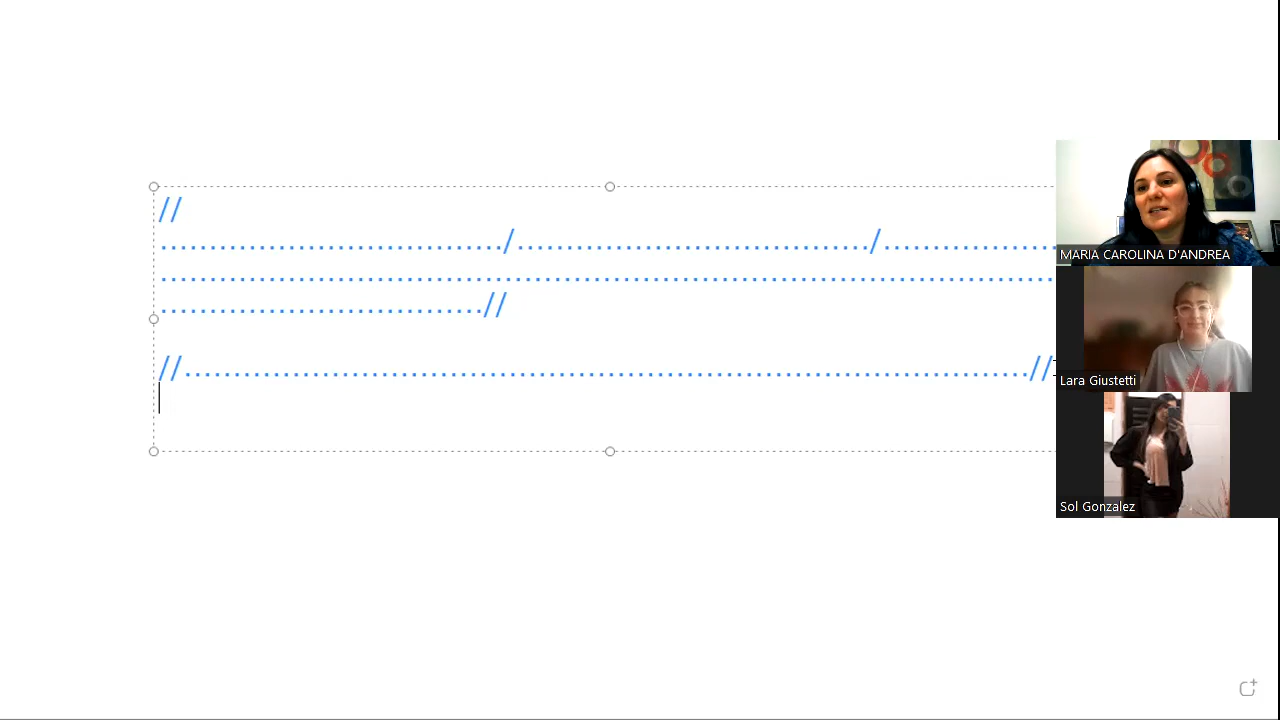 //
................................/................................./................
....................................................................................
..............................//
//................................................................................//
MARIA CAROLINA D'ANDREA
Lara Giustetti
Sol Gonzalez